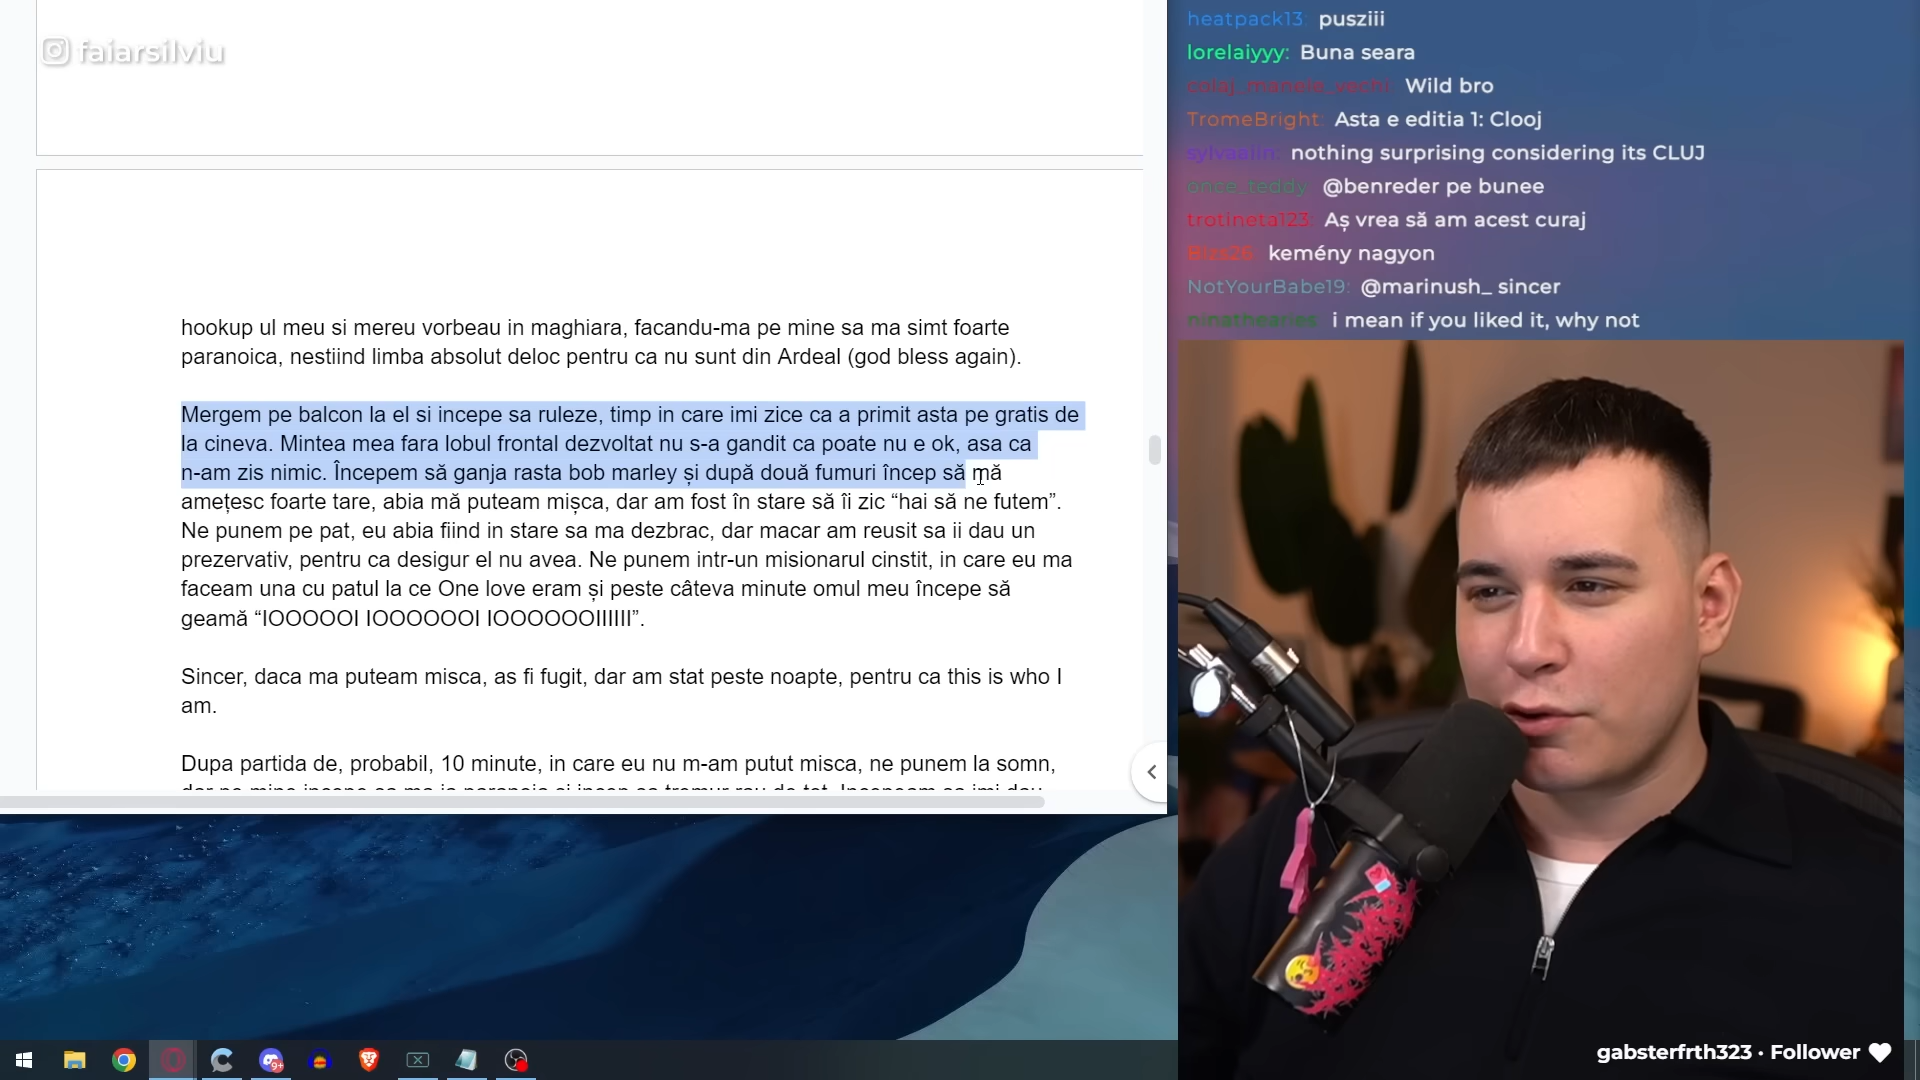 faiarsilviu
hookup ul meu si mereu vorbeau in maghiara, facandu-ma pe mine sa ma simt foarte
paranoica, nestiind limba absolut deloc pentru ca nu sunt din Ardeal (god bless again).
Mergem pe balcon la el si incepe sa ruleze, timp in care imi zice ca a primit asta pe gratis de
la cineva. Mintea mea fara lobul frontal dezvoltat nu s-a gandit ca poate nu e ok, asa ca
n-am zis nimic. Începem să ganja rasta bob marley și după două fumuri încep să mă
amețesc foarte tare, abia mă puteam mișca, dar am fost în stare să îi zic “hai să ne futem”.
Ne punem pe pat, eu abia fiind in stare sa ma dezbrac, dar macar am reusit sa ii dau un
prezervativ, pentru ca desigur el nu avea. Ne punem intr-un misionarul cinstit, in care eu ma
faceam una cu patul la ce One love eram și peste câteva minute omul meu începe să
geamă “IOOOOOI IOOOOOOI IOOOOOOIIIIII”.
Sincer, daca ma puteam misca, as fi fugit, dar am stat peste noapte, pentru ca this is who I
am.
Dupa partida de, probabil, 10 minute, in care eu nu m-am putut misca, ne punem la somn,
heatpack13: pusziii
lorelaiyyy: Buna seara
colaj_manele_vechi: Wild bro
TromeBright: Asta e editia 1: Clooj
sylvaalin: nothing surprising considering its CLUJ
once_teddy: @benreder pe bunee
trotineta123: Aș vrea să am acest curaj
kemény nagyon
NotYourBabe19: @marinush_ sincer
ninathearies: i mean if you liked it, why not
9+
gabsterfrth323 · Follower